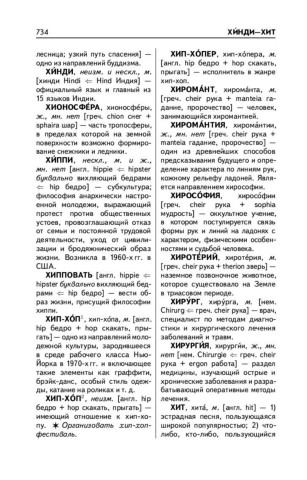 734
ХИ́НДИ—ХИТ
лесница; узкий путь спасения] — одно из направлений буддизма.
ХИ́НДИ, неизм. и нескл., м. [хинди Hindi ⇐ Hind Индия] — официальный язык и главный из 15 языков Индии.
ХИОНОСФЕ́РА, хионосфе́ры, ж., мн. нет [греч. chion снег + sphaira шар] — часть тропосферы, в пределах которой на земной поверхности возможно формирование снежники и ледники.
ХИ́ППИ, нескл., м. и ж., мн. нет [англ. hippie ⇐ hipster буквально вихляющий бедрами ⇐ hip бедро] — субкультура; философия анархически настроенной молодежи, выражающий протест против общественных устоев, провозглашающий отказ от семьи и постоянной трудовой деятельности, уход от цивилизации и бродяжнический образ жизни. Возникла в 1960-х гг. в США.
ХИППОВАТЬ [англ. hippie ⇐ hipster буквально вихляющий бедрами ⇐ hip бедро] — вести образ жизни, присущий философии хиппи.
ХИП-ХО́П¹, хип-хо́па, м. [англ. hip бедро + hop скакать, прыгать] — одно из направлений молодежной культуры, зародившееся в среде рабочего класса Нью-Йорка в 1970-х гг. и включающее такие элементы как граффити, брэйк-данс, особый стиль одежды, катание на роликах и т. д.
ХИП-ХО́П², неизм. [англ. hip бедро + hop скакать, прыгать] — имеющий отношение к хип-хопу. ✶ Организовать хип-хоп-фестиваль.
ХИП-ХО́ПЕР, хип-хо́пера, м. [англ. hip бедро + hop скакать, прыгать] — исполнитель в жанре хип-хоп.
ХИРОМА́НТ, хирома́нта, м. [греч. cheir рука + manteia гадание, пророчество] — человек, занимающийся хиромантией.
ХИРОМА́НТИЯ, хирома́нтии, ж., мн. нет [греч. cheir рука + manteia гадание, пророчество] — один из древнейших способов предсказывания будущего и определение характера по линиям рук, кожному рельефу ладоней. Является направлением хирософии.
ХИРОСО́ФИЯ, хирософии [греч. cheir рука + sophia мудрость] — оккультное учение, в котором устанавливается связь формы рук и линий на ладонях с характером, физическими особенностями и судьбой человека.
ХИРОТЕ́РИЙ, хироте́рия, м. [греч. cheir рука + therion зверь] — наземное позвоночное животное, которое существовало на Земле в триасовом периоде.
ХИРУ́РГ, хиру́рга, м. [нем. Chirurg ⇐ греч. cheir рука] — врач, специалист по методам диагностики и хирургического лечения заболеваний и травм.
ХИРУРГИ́Я, хирурги́и, ж., мн. нет [нем. Chirurgie ⇐ греч. cheir рука + ergon работа] — раздел медицины, изучающий острые и хронические заболевания и разрабатывающий оперативные методы лечения.
ХИТ, хита́, м. [англ. hit] — 1) эстрадная песня, пользующаяся широкой популярностью; 2) что-либо, кто-либо, пользующийся